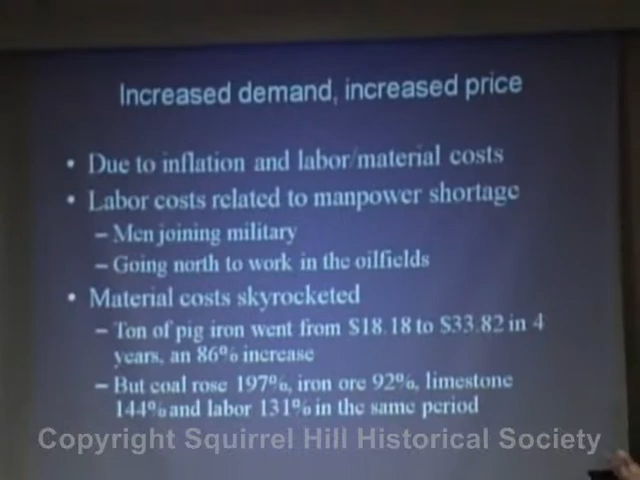 Increased demand, increased price
• Due to inflation and labor/material costs
• Labor costs related to manpower shortage
– Men joining military
– Going north to work in the oilfields
• Material costs skyrocketed
– Ton of pig iron went from $18.18 to $33.82 in 4
years, an 86% increase
– But coal rose 197%, iron ore 92%, limestone
144% and labor 131% in the same period
Copyright Squirrel Hill Historical Society